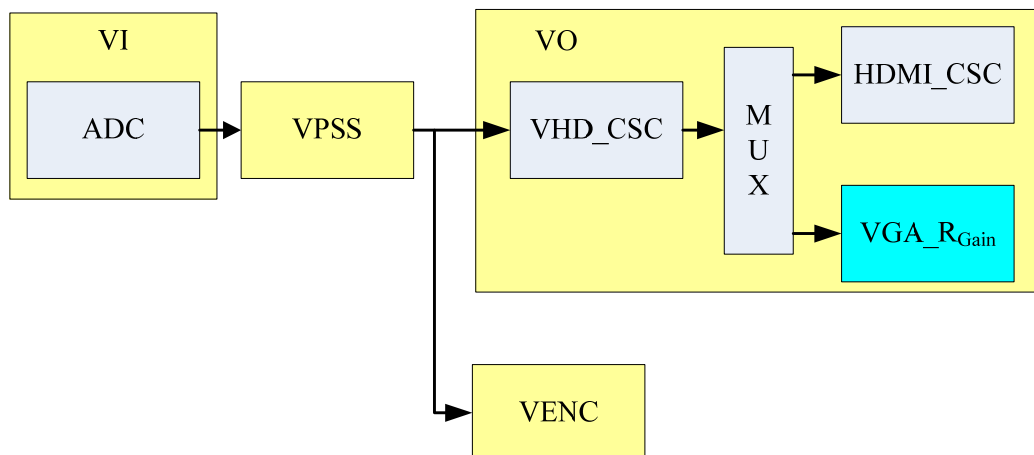 VI
ADC
VPSS
VO
VHD_CSC
M
U
X
HDMI_CSC
VGA_RGain
VENC